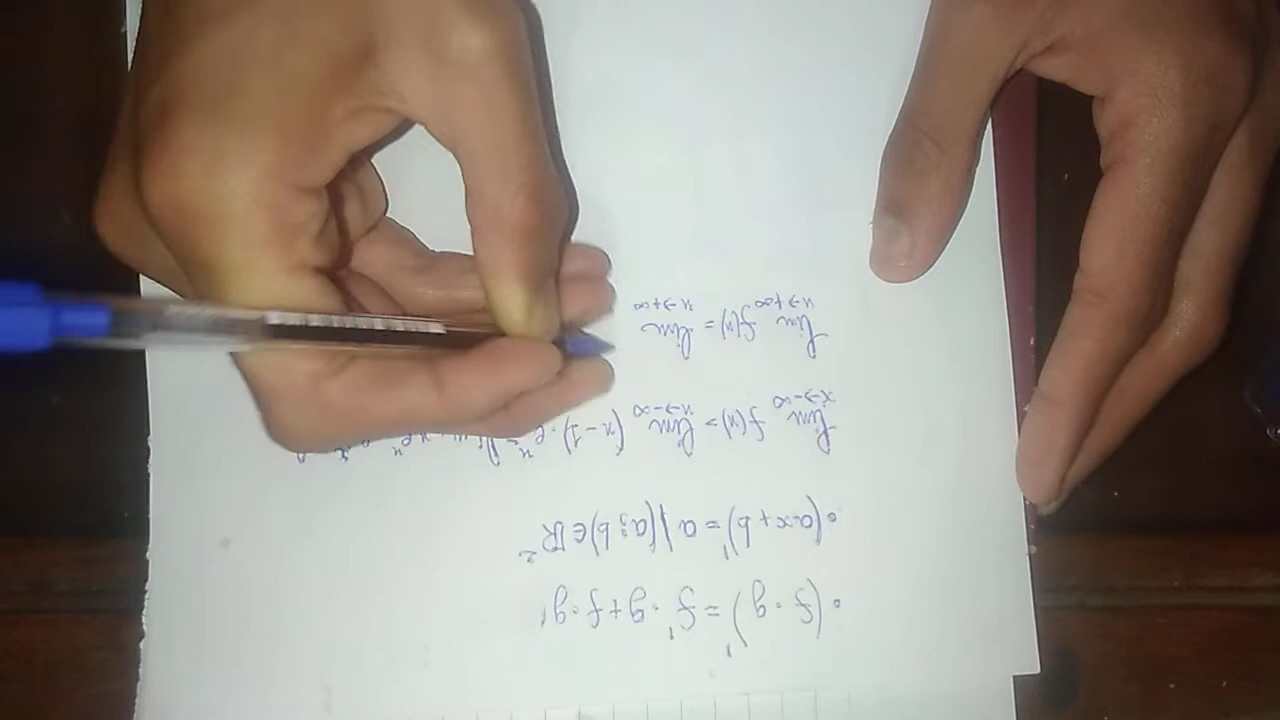 • (f · g)' = f' · g + f · g'
• (ax + b)' = a / (a; b) ∈ ℝ²
lim f(x) = lim (x - 1) · e
x→-∞ x→-∞
lim f(x) = lim
x→+∞ x→+∞